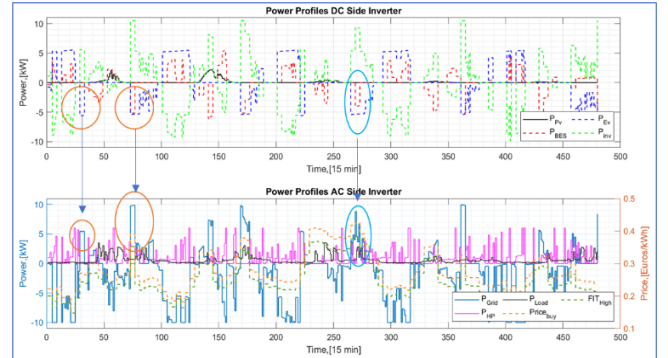 Power Profiles DC Side Inverter
Power,[kW]
10
5
0
-5
-10
P_Pv P_Ev
P_BES P_inv
0 50 100 150 200 250 300 350 400 450 500
Time,[15 min]
Power Profiles AC Side Inverter
Power,[kW]
10
5
0
-5
-10
0.5
0.4
0.3
0.2
0.1
Price,[Euros/kWh]
P_Grid P_Load FIT_High
P_HP Price_buy
0 50 100 150 200 250 300 350 400 450 500
Time,[15 min]